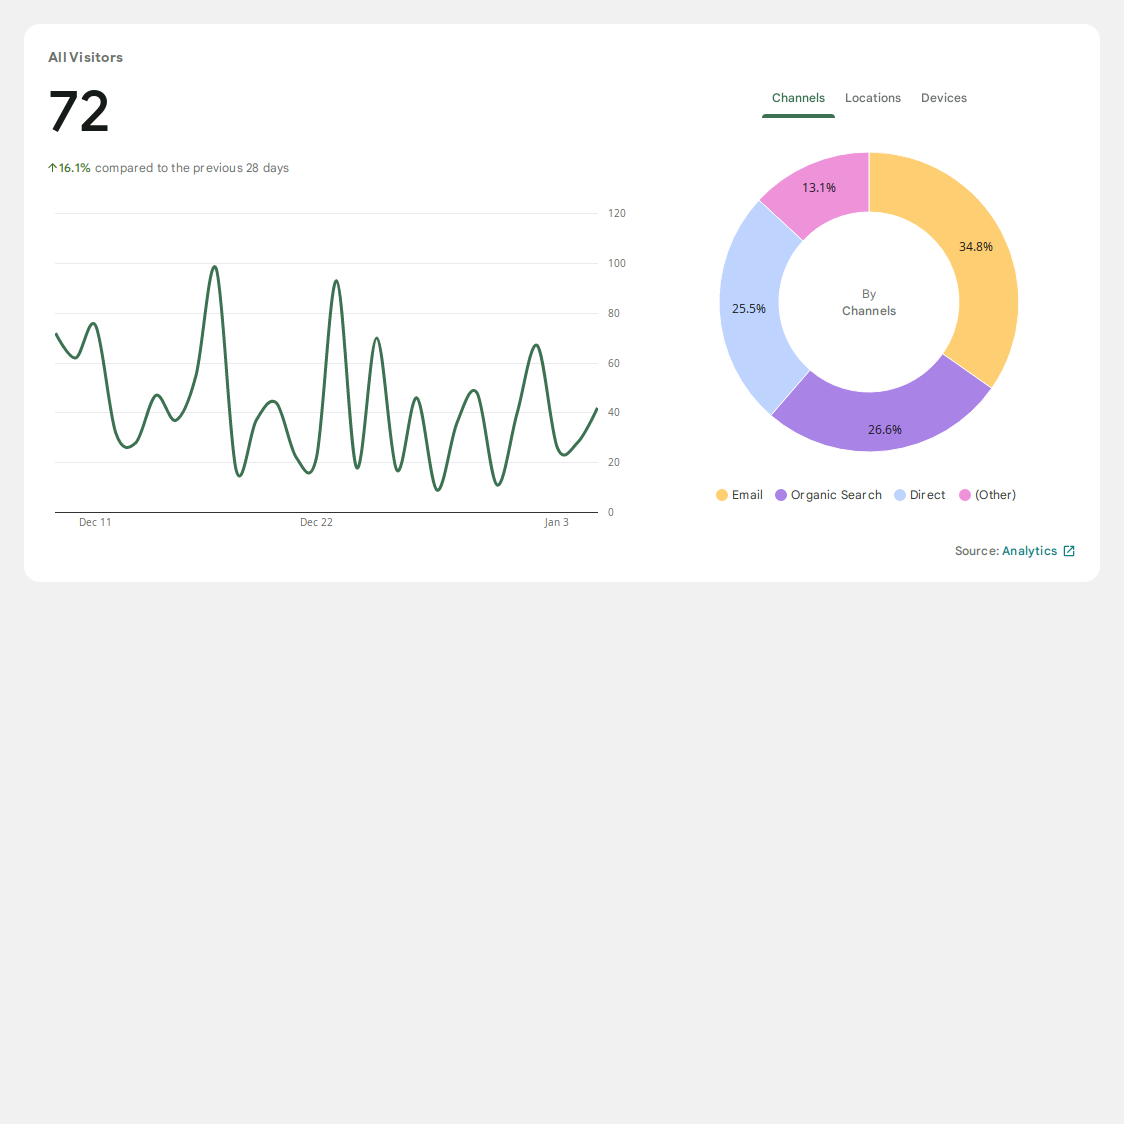 All Visitors
72
16.1% compared to the previous 28 days
120
100
80
60
40
20
0
Dec 11
Dec 22
Jan 3
Channels
Locations
Devices
13.1%
34.8%
25.5%
26.6%
By
Channels
Email
Organic Search
Direct
(Other)
Source: Analytics